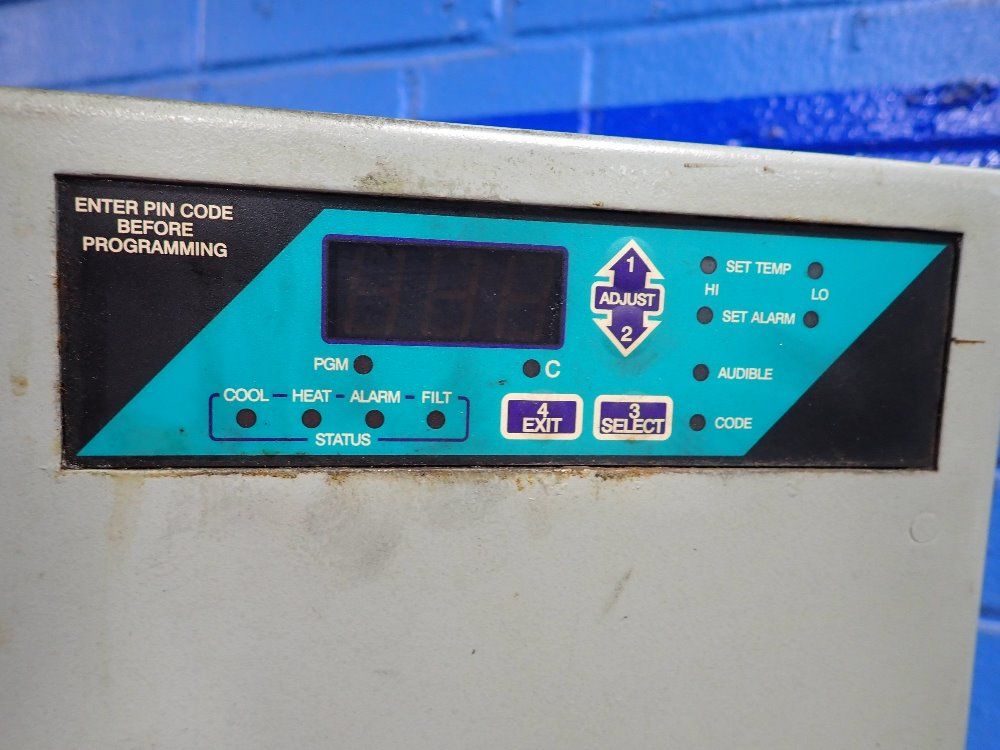 ENTER PIN CODE
BEFORE
PROGRAMMING
1
ADJUST
2
SET TEMP
HI
LO
SET ALARM
PGM
C
AUDIBLE
COOL HEAT ALARM FILT
STATUS
4
EXIT
3
SELECT
CODE